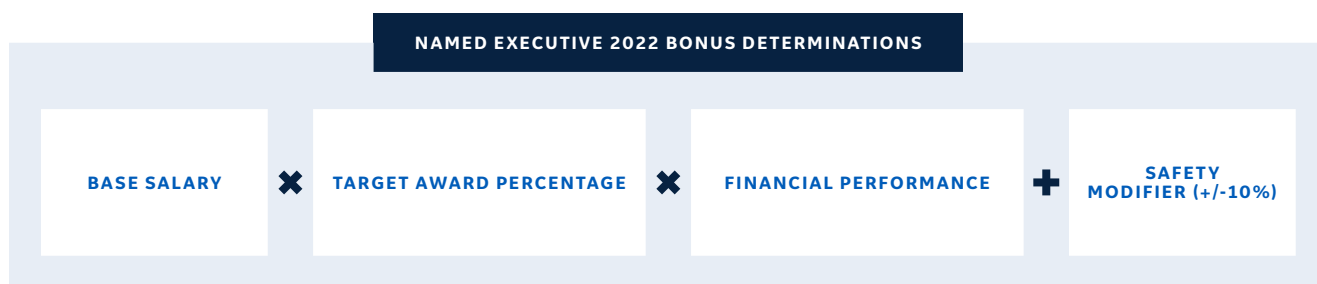 NAMED EXECUTIVE 2022 BONUS DETERMINATIONS
BASE SALARY
TARGET AWARD PERCENTAGE
FINANCIAL PERFORMANCE
SAFETY
MODIFIER (+/-10%)